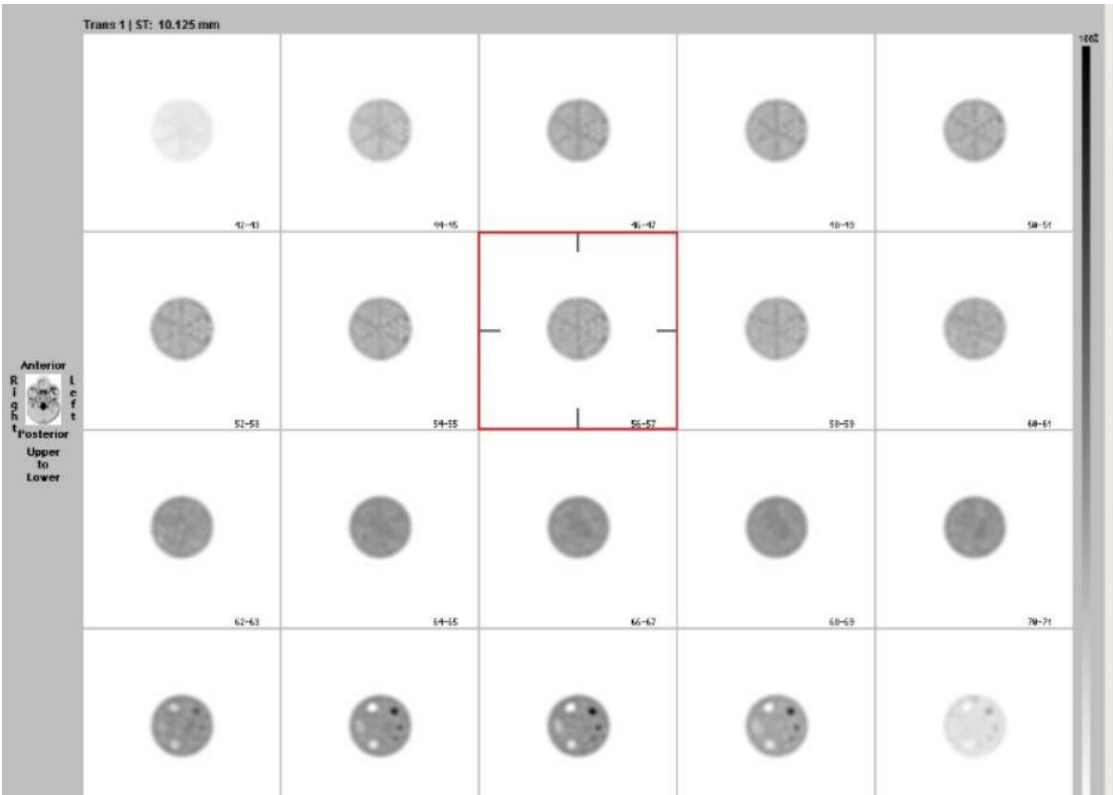 Trans 1 | ST: 10.125 mm
100%
42-43
44-45
46-47
48-49
50-51
52-53
54-55
56-57
58-59
60-61
Anterior
Right
Left
Posterior
Upper
to
Lower
62-63
64-65
66-67
68-69
70-71